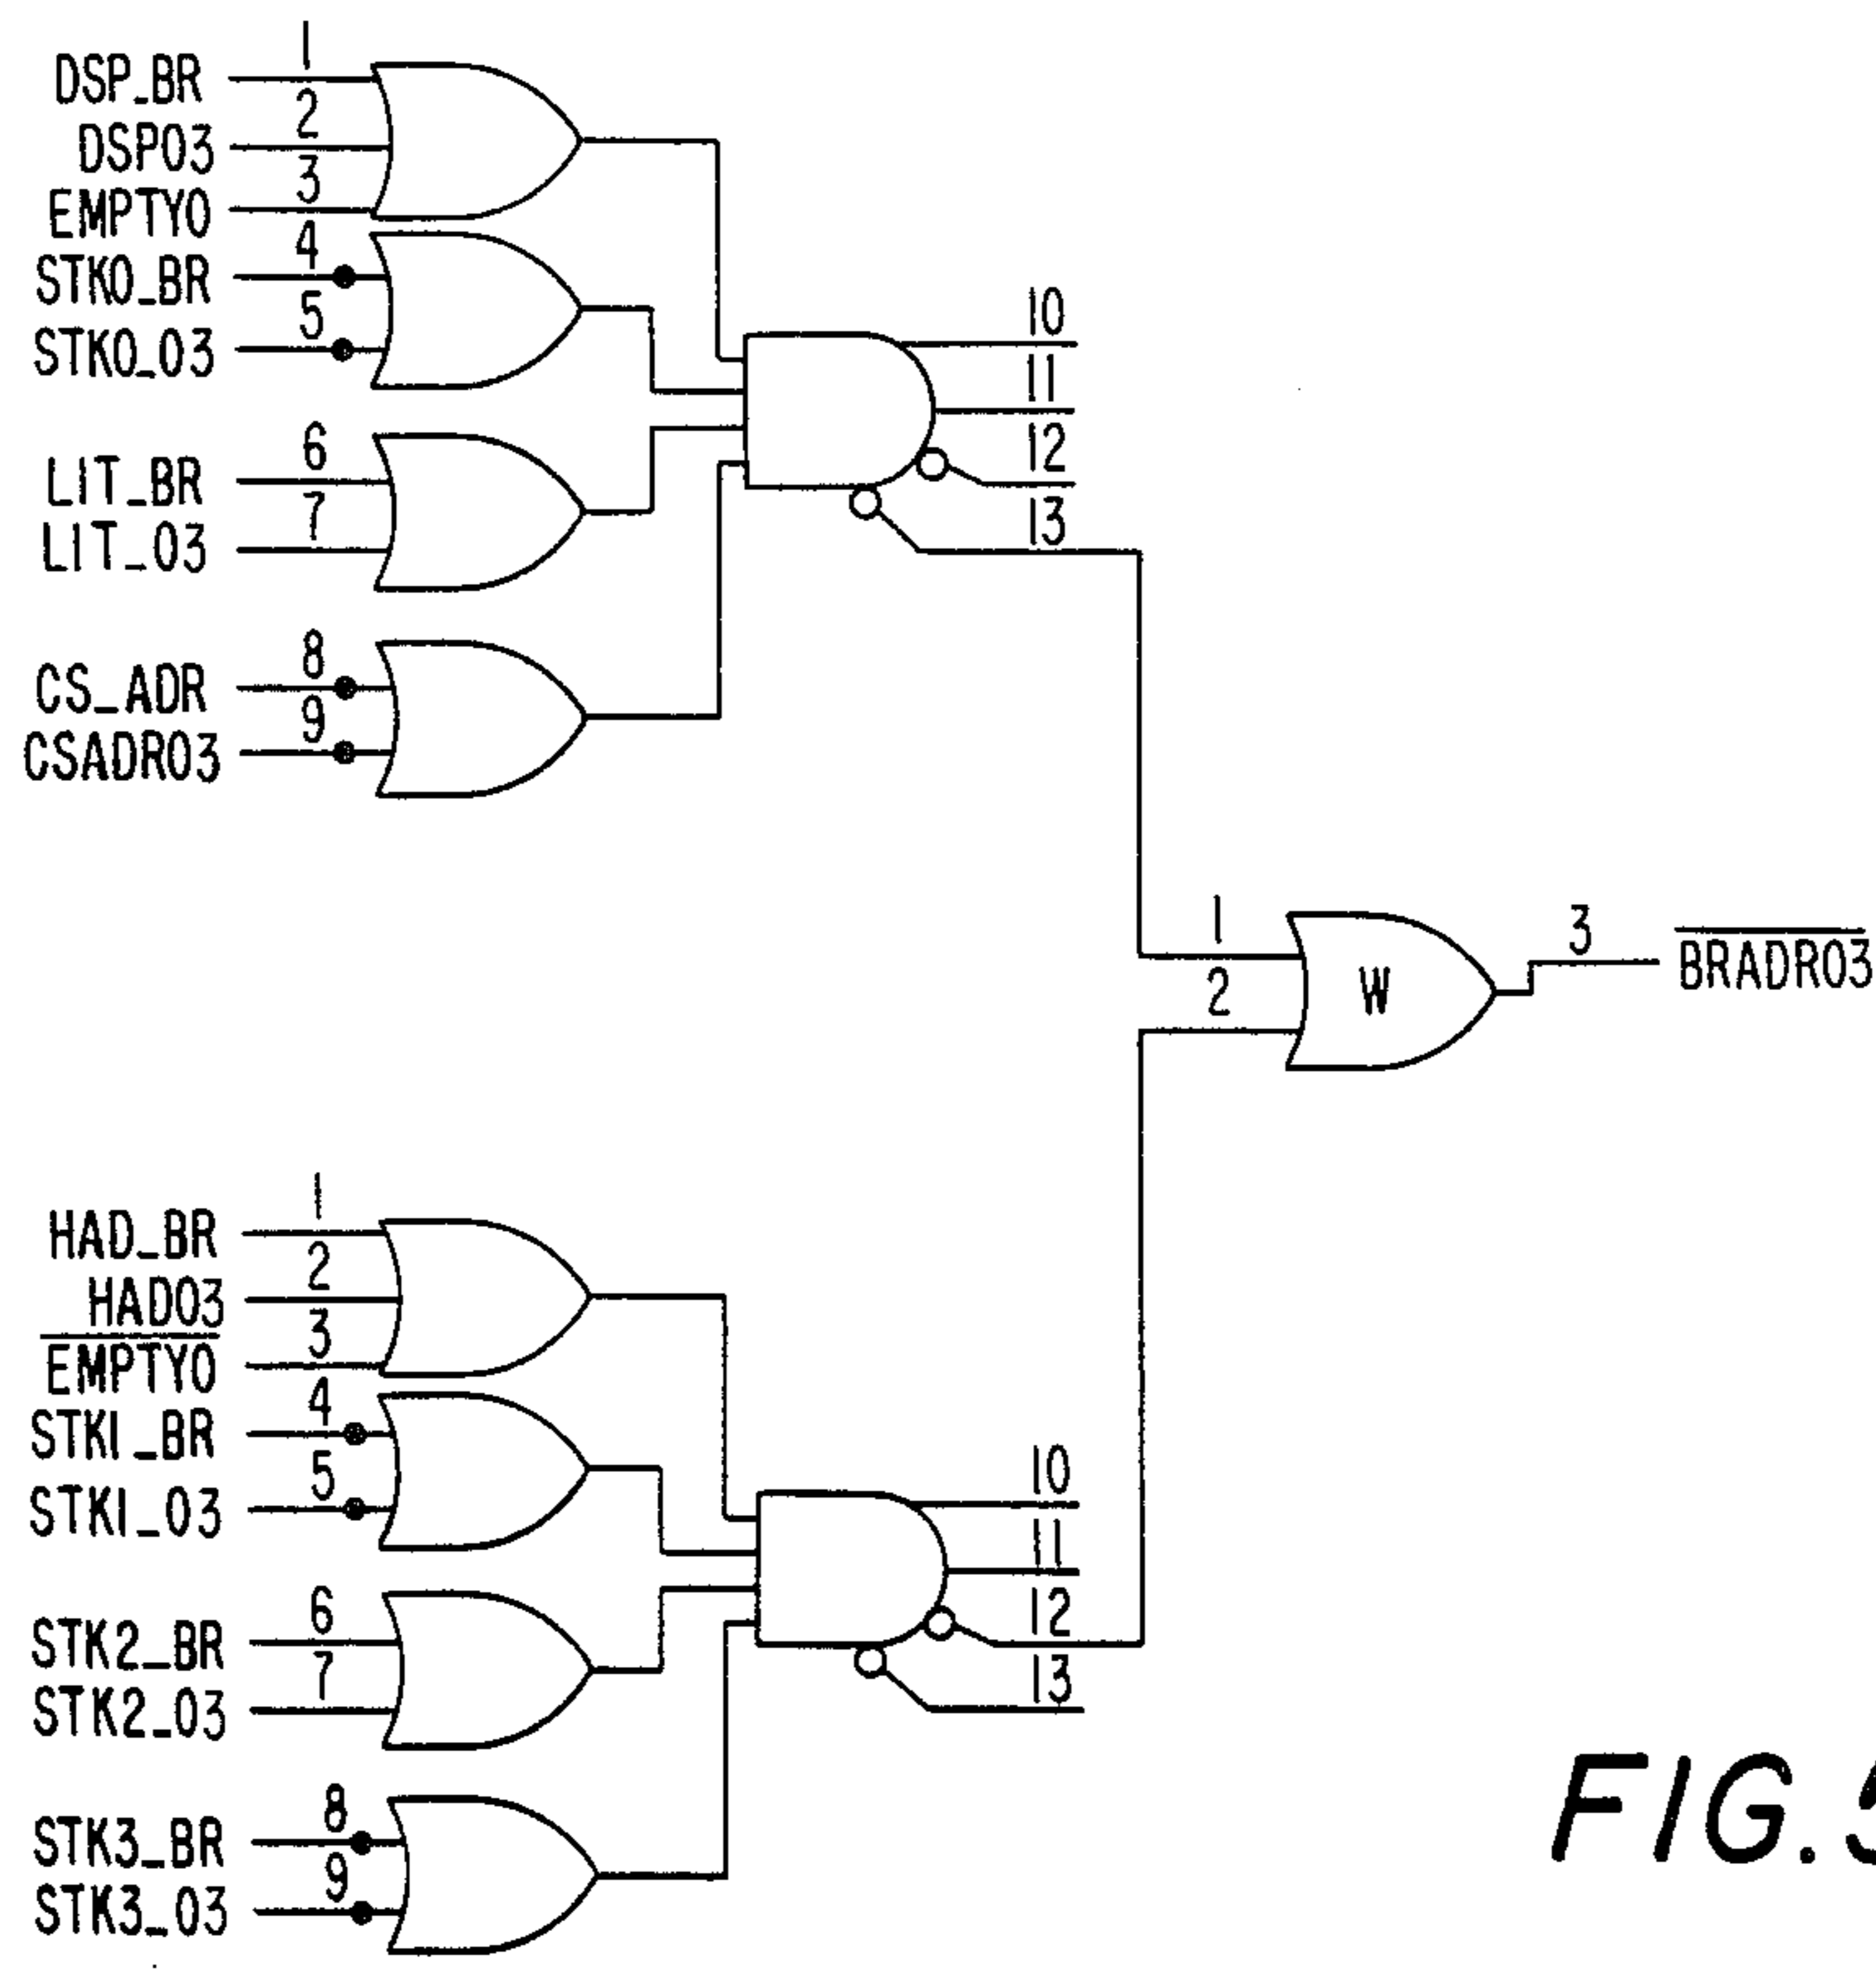 1
DSP_BR
2
DSP03
3
EMPTY0
4
STK0_BR
5
STK0_03
6
LIT_BR
7
LIT_03
8
CS_ADR
9
CSADR03
10
11
12
13
1
2
W
3
BRADR03
1
HAD_BR
2
HAD03
3
EMPTY0
4
STK1_BR
5
STK1_03
6
STK2_BR
7
STK2_03
8
STK3_BR
9
STK3_03
10
11
12
13
FIG.